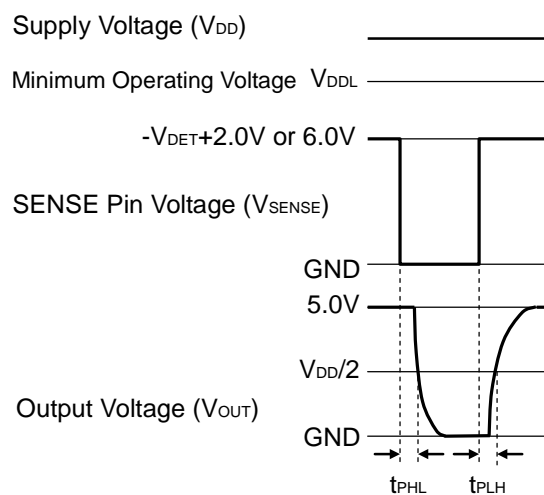 Supply Voltage (VDD)
Minimum Operating Voltage VDDL
-VDET+2.0V or 6.0V
SENSE Pin Voltage (VSENSE)
GND
5.0V
VDD/2
Output Voltage (VOUT)
GND
tPHL tPLH